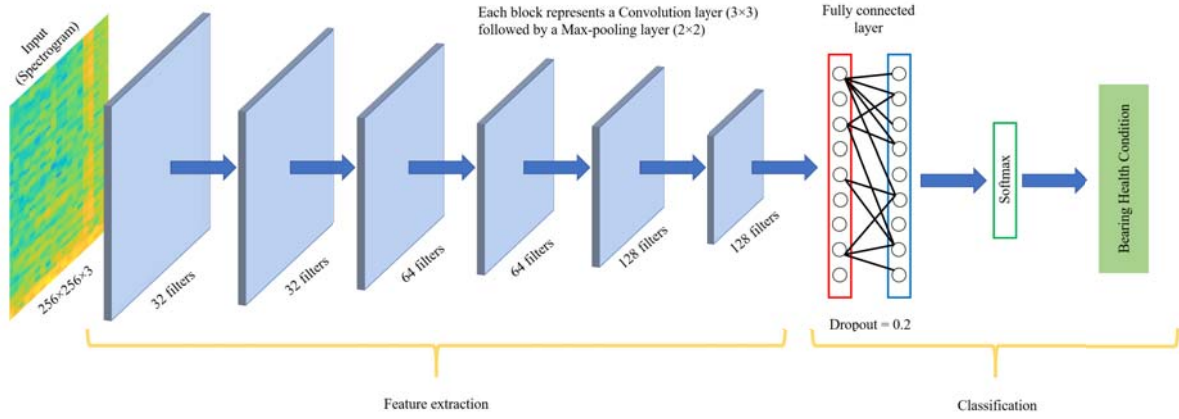 Input
(Spectrogram)
256×256×3
Each block represents a Convolution layer (3×3)
followed by a Max-pooling layer (2×2)
32 filters
32 filters
64 filters
64 filters
128 filters
128 filters
Fully connected
layer
Dropout = 0.2
Softmax
Bearing Health Condition
Feature extraction
Classification